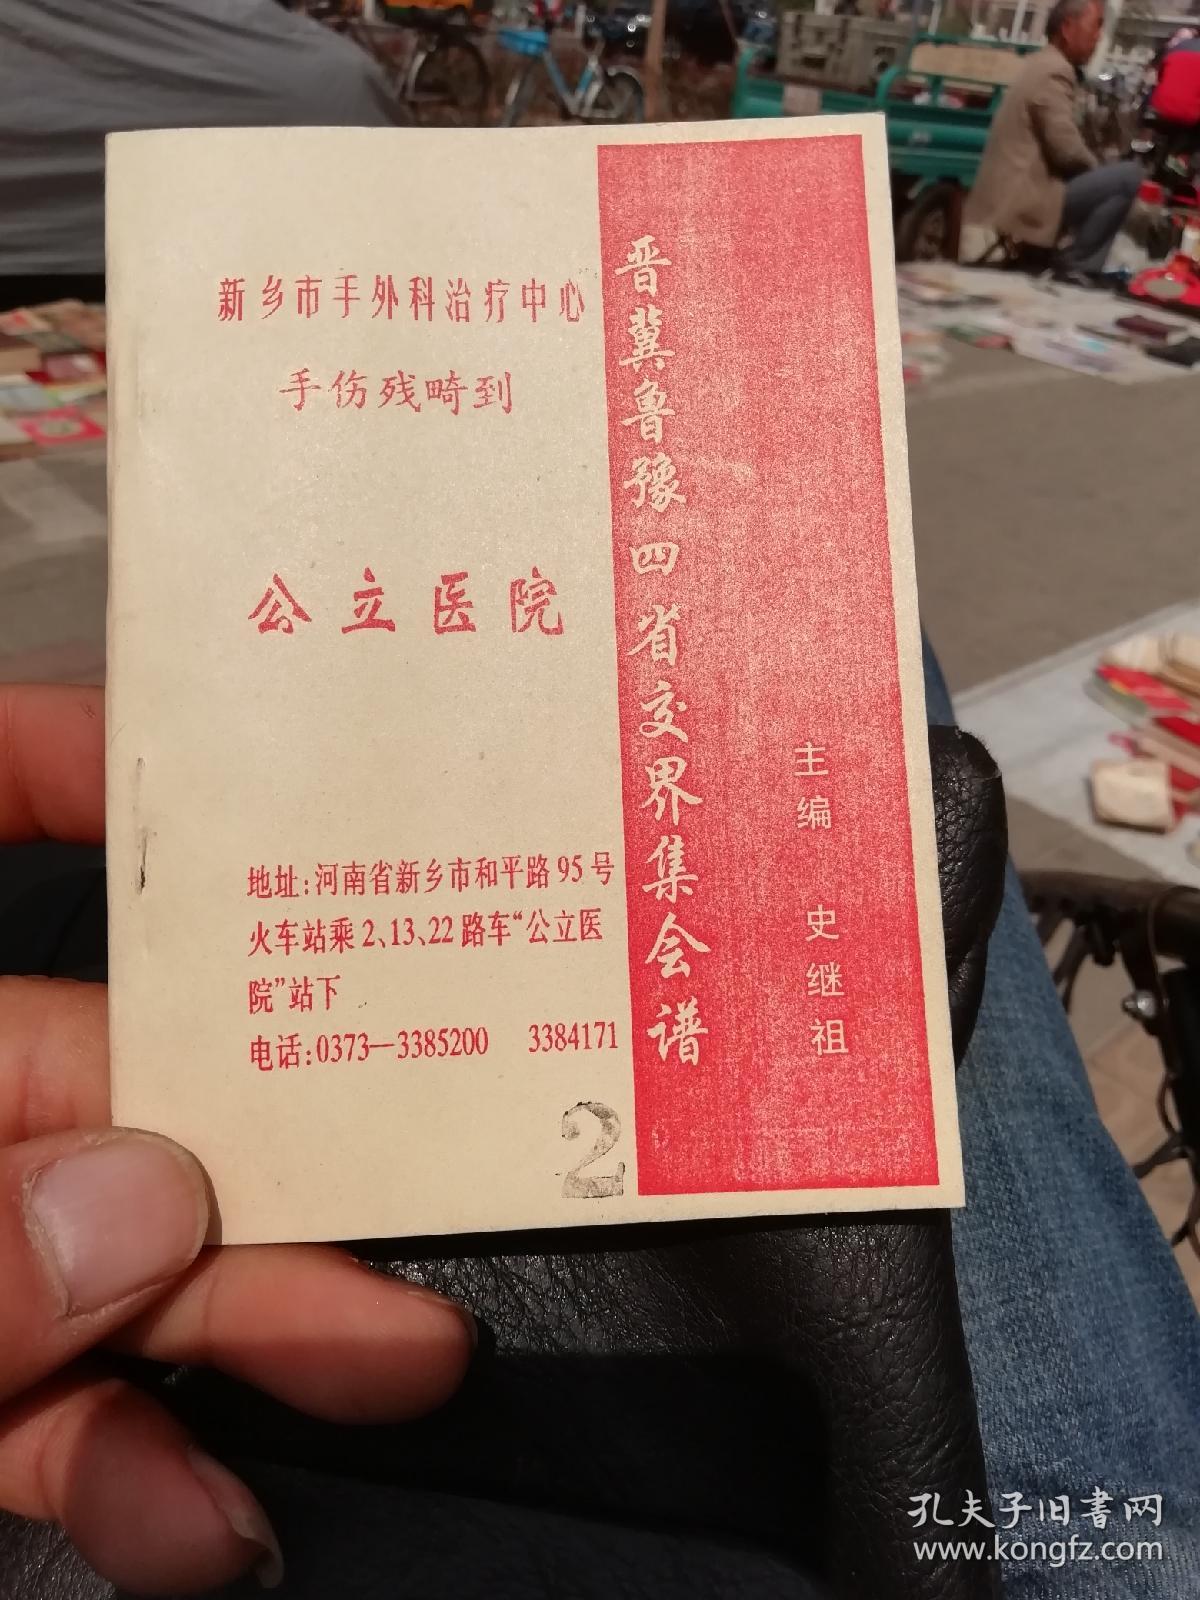 新乡市手外科治疗中心
手伤残畸到
公立医院
地址:河南省新乡市和平路95号
火车站乘2、13、22路车“公立医
院”站下
电话:0373—3385200 3384171
2
晋冀鲁豫四省交界集会谱
主编 史继祖
孔夫子旧书网
www.kongfz.com